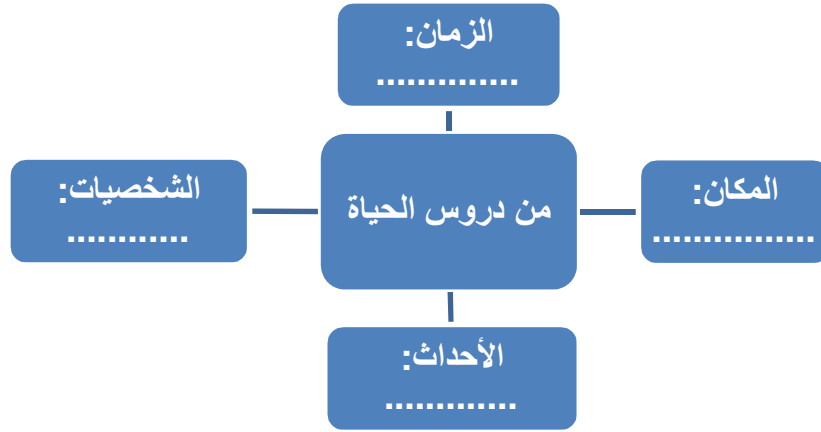 الزمان:
..............
المكان:
................
من دروس الحياة
الشخصيات:
............
الأحداث:
.............